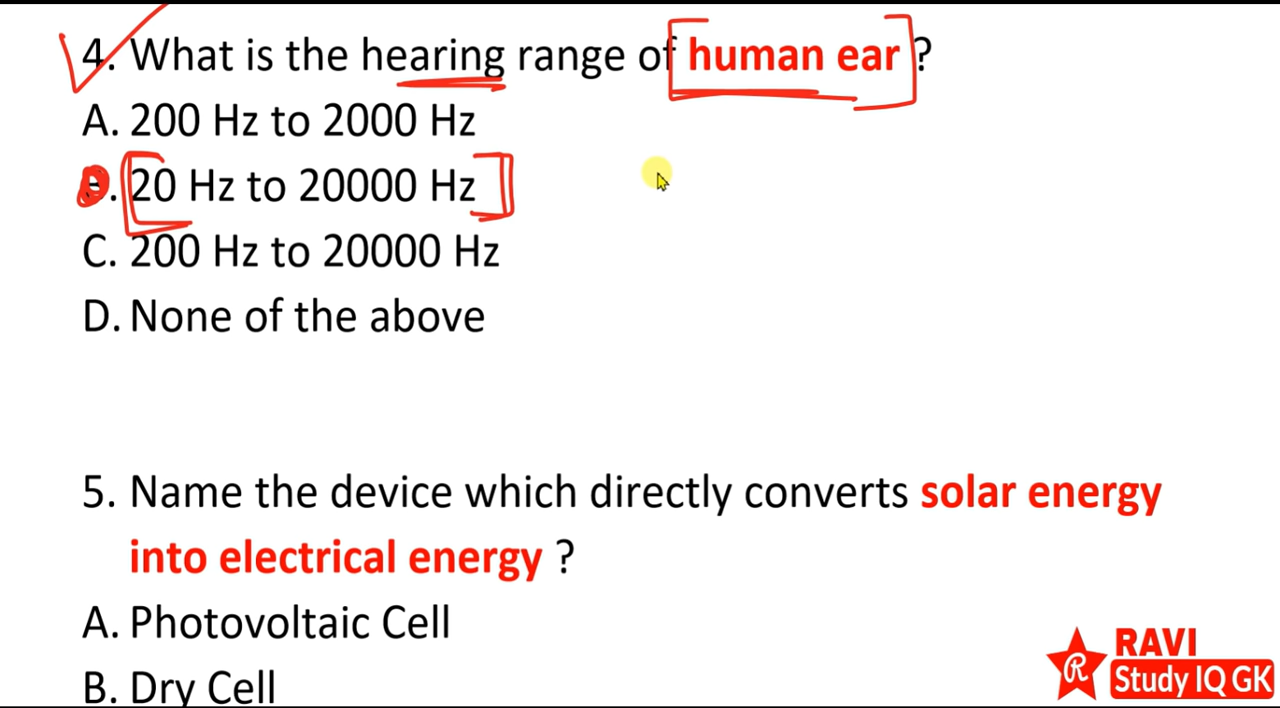 4. What is the hearing range of human ear ?
A. 200 Hz to 2000 Hz
. 20 Hz to 20000 Hz
C. 200 Hz to 20000 Hz
D. None of the above
5. Name the device which directly converts solar energy
into electrical energy ?
A. Photovoltaic Cell
B. Dry Cell
R
RAVI
Study IQ GK